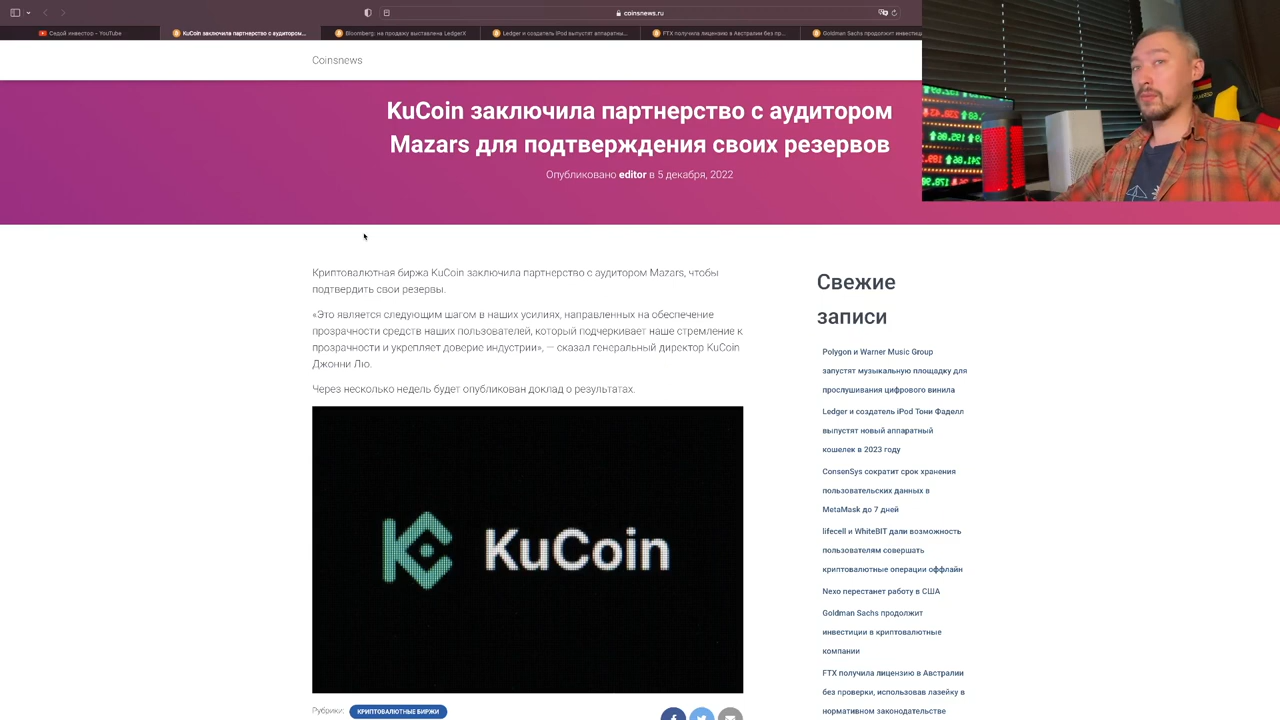 coinsnews.ru
Седой инвестор - YouTube
KuCoin заключила партнерство с аудитором...
Bloomberg: на продажу выставлена LedgerX
Ledger и создатель iPod выпустят аппаратны...
FTX получила лицензию в Австралии без пр...
Goldman Sachs продолжит инвестиц
Coinsnews
KuCoin заключила партнерство с аудитором
Mazars для подтверждения своих резервов
Опубликовано editor в 5 декабря, 2022
Криптовалютная биржа KuCoin заключила партнерство с аудитором Mazars, чтобы
подтвердить свои резервы.
«Это является следующим шагом в наших усилиях, направленных на обеспечение
прозрачности средств наших пользователей, который подчеркивает наше стремление к
прозрачности и укрепляет доверие индустрии», — сказал генеральный директор KuCoin
Джонни Лю.
Через несколько недель будет опубликован доклад о результатах.
KuCoin
Рубрики: КРИПТОВАЛЮТНЫЕ БИРЖИ
Свежие
записи
Polygon и Warner Music Group
запустят музыкальную площадку для
прослушивания цифрового винила
Ledger и создатель iPod Тони Фаделл
выпустят новый аппаратный
кошелек в 2023 году
ConsenSys сократит срок хранения
пользовательских данных в
MetaMask до 7 дней
lifecell и WhiteBIT дали возможность
пользователям совершать
криптовалютные операции оффлайн
Nexo перестанет работу в США
Goldman Sachs продолжит
инвестиции в криптовалютные
компании
FTX получила лицензию в Австралии
без проверки, использовав лазейку в
нормативном законодательстве